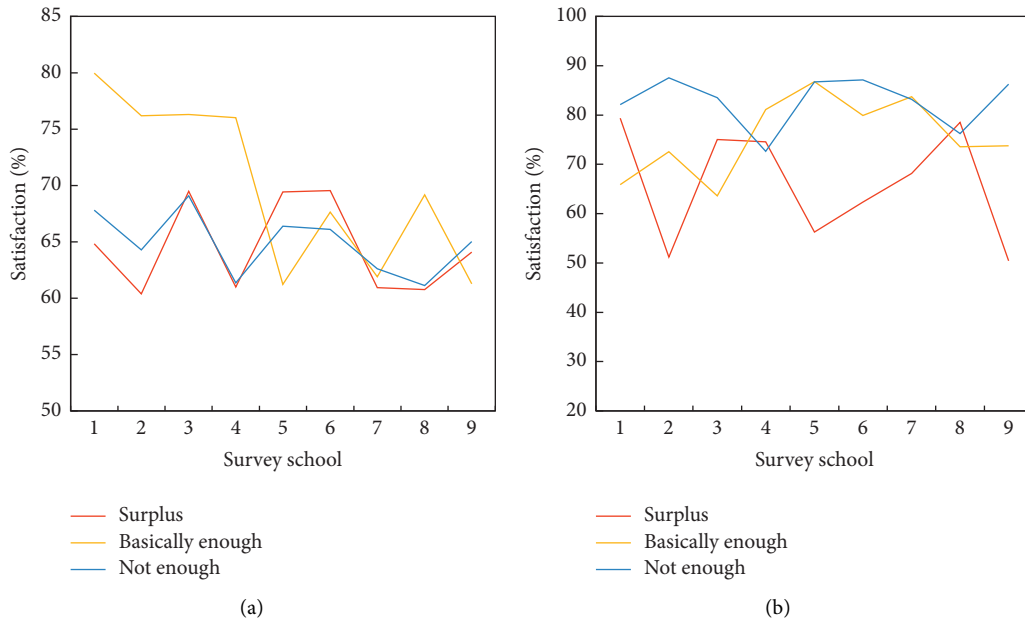 85
80
75
70
65
60
55
50
Satisfaction (%)
1 2 3 4 5 6 7 8 9
Survey school
Surplus
Basically enough
Not enough
(a)
100
90
80
70
60
50
40
30
20
Satisfaction (%)
1 2 3 4 5 6 7 8 9
Survey school
Surplus
Basically enough
Not enough
(b)